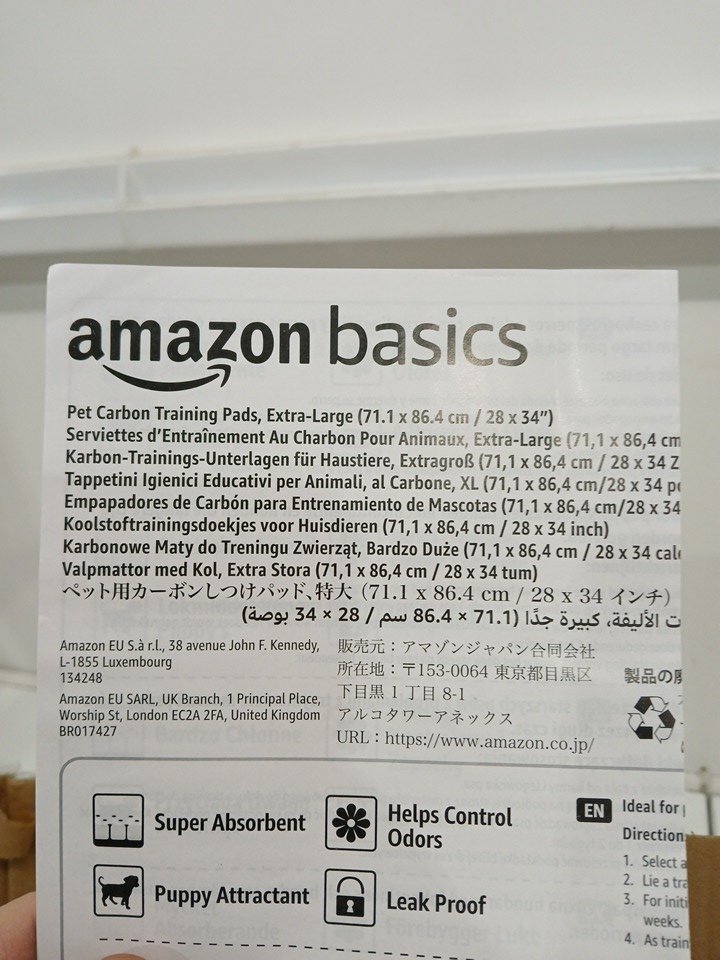 amazon basics
Pet Carbon Training Pads, Extra-Large (71.1 x 86.4 cm / 28 x 34”)
Serviettes d’Entraînement Au Charbon Pour Animaux, Extra-Large (71,1 x 86,4 cm
Karbon-Trainings-Unterlagen für Haustiere, Extragroß (71,1 x 86,4 cm / 28 x 34 Z
Tappetini Igienici Educativi per Animali, al Carbone, XL (71,1 x 86,4 cm/28 x 34
Empapadores de Carbón para Entrenamiento de Mascotas (71,1 x 86,4 cm/28 x 34
Koolstoftrainingsdoekjes voor Huisdieren (71,1 x 86,4 cm / 28 x 34 inch)
Karbonowe Maty do Treningu Zwierząt, Bardzo Duże (71,1 x 86,4 cm / 28 x 34
Valpmattor med Kol, Extra Stora (71,1 x 86,4 cm / 28 x 34 tum)
ペット用カーボンしつけパッド、特大（71.1 x 86.4 cm / 28 x 34 インチ）
ت الأليفة، كبيرة جدًا (71.1 × 86.4 سم / 28 × 34 بوصة)
Amazon EU S.à r.l., 38 avenue John F. Kennedy,
L-1855 Luxembourg
134248
Amazon EU SARL, UK Branch, 1 Principal Place,
Worship St, London EC2A 2FA, United Kingdom
BR017427
販売元：アマゾンジャパン合同会社
所在地：〒153-0064 東京都目黒区
下目黒 1 丁目 8-1
アルコタワーアネックス
URL：https://www.amazon.co.jp/
製品の廃
Super Absorbent
Helps Control
Odors
Puppy Attractant
Leak Proof
EN
Ideal for
Direction
1. Select a
2. Lie a tra
3. For initi
weeks.
4. As train